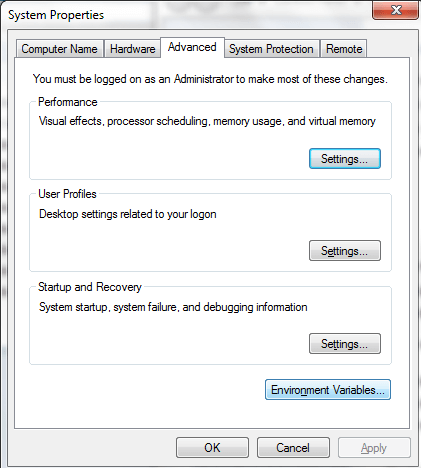 System Properties
Computer Name Hardware Advanced System Protection Remote
You must be logged on as an Administrator to make most of these changes.
Performance
Visual effects, processor scheduling, memory usage, and virtual memory
Settings...
User Profiles
Desktop settings related to your logon
Settings...
Startup and Recovery
System startup, system failure, and debugging information
Settings...
Environment Variables...
OK Cancel Apply